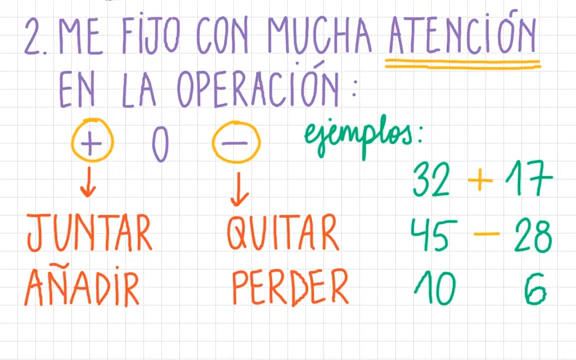 2. ME FIJO CON MUCHA ATENCIÓN
EN LA OPERACIÓN:
+ O − ejemplos:
32 + 17
JUNTAR QUITAR 45 − 28
AÑADIR PERDER 10 6